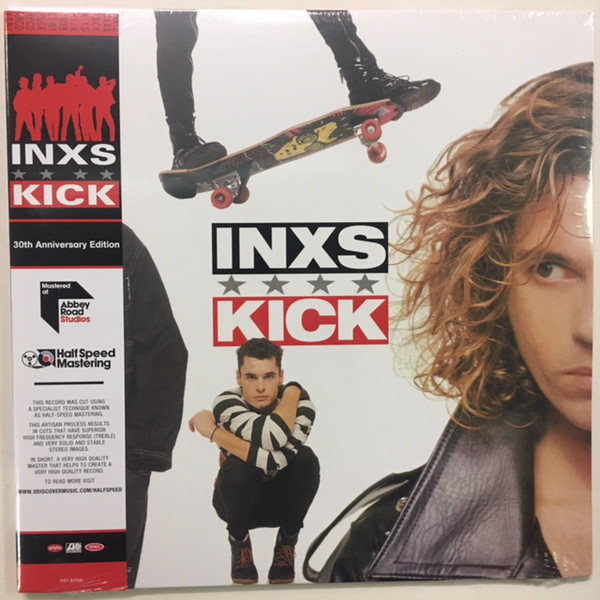 INXS
KICK
30th Anniversary Edition
Mastered
at
Abbey
Road
Studios
Half Speed
Mastering
THIS RECORD WAS CUT USING
A SPECIALIST TECHNIQUE KNOWN
AS HALF-SPEED MASTERING.
THIS ARTISAN PROCESS RESULTS
IN CUTS THAT HAVE SUPERIOR
HIGH FREQUENCY RESPONSE (TREBLE)
AND VERY SOLID AND STABLE
STEREO IMAGES.
IN SHORT, A VERY HIGH QUALITY
MASTER THAT HELPS TO CREATE A
VERY HIGH QUALITY RECORD.
TO READ MORE VISIT
WWW.UDISCOVERMUSIC.COM/HALFSPEED
INXS
KICK